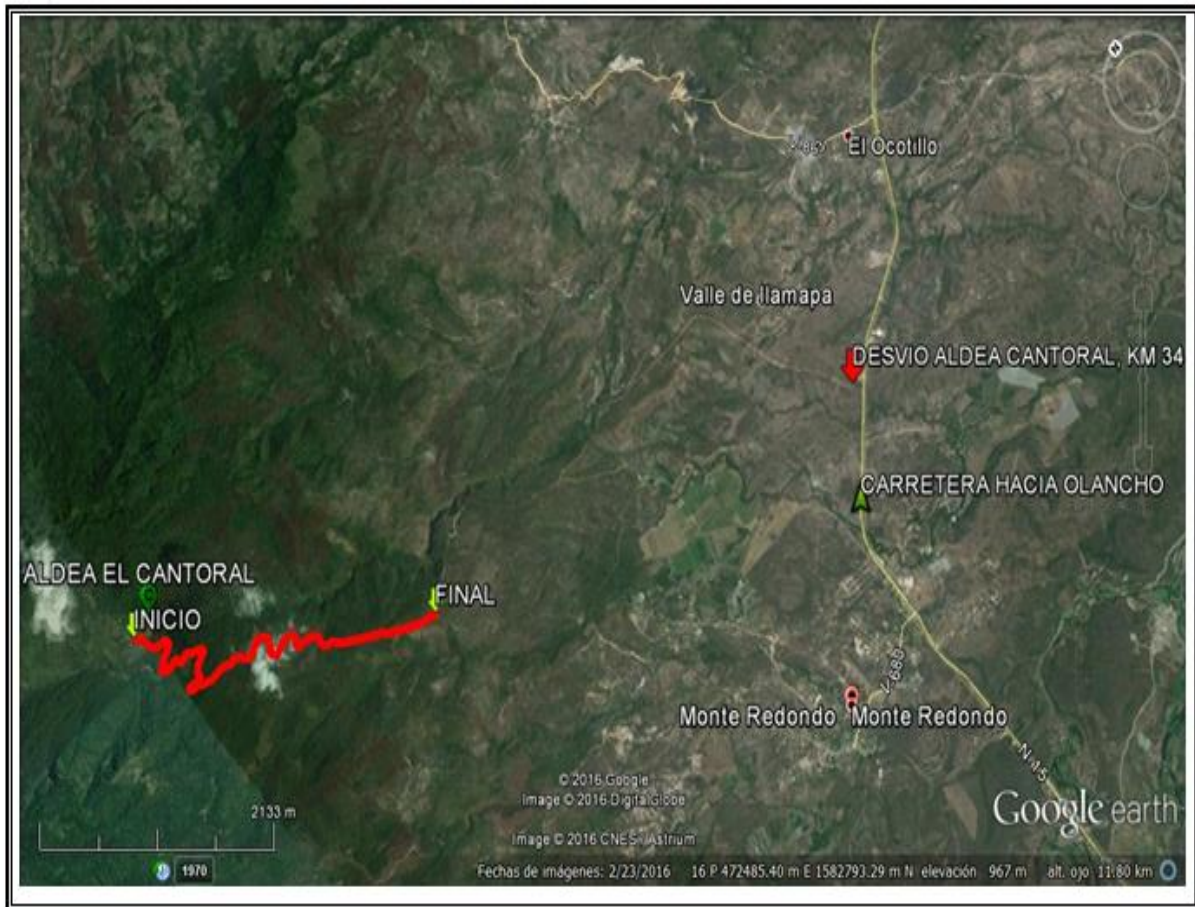 El Ocotillo
Valle de Ilamapa
DESVIO ALDEA CANTORAL, KM 34
CARRETERA HACIA OLANCHO
ALDEA EL CANTORAL
INICIO
FINAL
V-680
Monte Redondo Monte Redondo
N-15
© 2016 Google
Image © 2016 DigitalGlobe
Image © 2016 CNES / Astrium
2133 m
Google earth
1970
Fechas de imágenes: 2/23/2016 16 P 472485.40 m E 1582793.29 m N elevación 967 m alt. ojo 11.80 km